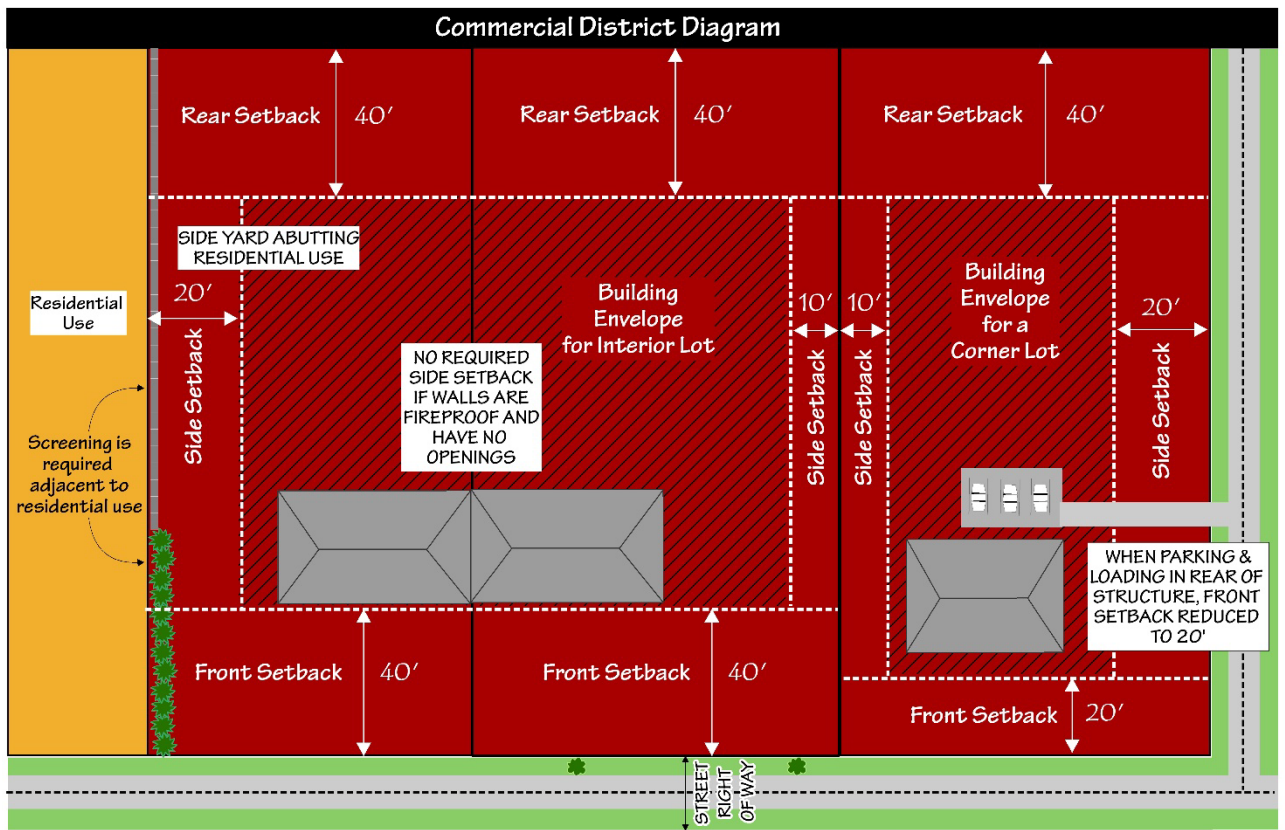 Commercial District Diagram
Rear Setback 40'
Rear Setback 40'
Rear Setback 40'
SIDE YARD ABUTTING
RESIDENTIAL USE
Residential
Use
20'
Side Setback
Screening is
required
adjacent to
residential use
NO REQUIRED
SIDE SETBACK
IF WALLS ARE
FIREPROOF AND
HAVE NO
OPENINGS
Building
Envelope
for Interior Lot
10'
Side Setback
10'
Side Setback
Building
Envelope
for a
Corner Lot
20'
Side Setback
WHEN PARKING &
LOADING IN REAR OF
STRUCTURE, FRONT
SETBACK REDUCED
TO 20'
Front Setback 40'
Front Setback 40'
Front Setback 20'
STREET
RIGHT
OF WAY